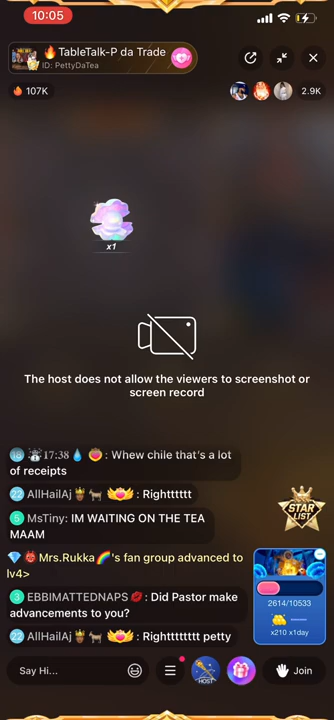 10:05
🔥TableTalk-P da Trade
ID: PettyDaTea
107K
2.9K
x1
The host does not allow the viewers to screenshot or
screen record
18 17:38💧 : Whew chile that's a lot
of receipts
22 AllHailAj : Rightttttt
5 MsTiny: IM WAITING ON THE TEA
MAAM
STAR
LIST
💎 Mrs.Rukka🌈's fan group advanced to
lv4>
3 EBBIMATTEDNAPS💋: Did Pastor make
advancements to you?
22 AllHailAj : Rightttttttt petty
2614/10533
x210 x1day
Say Hi...
HOST
Join